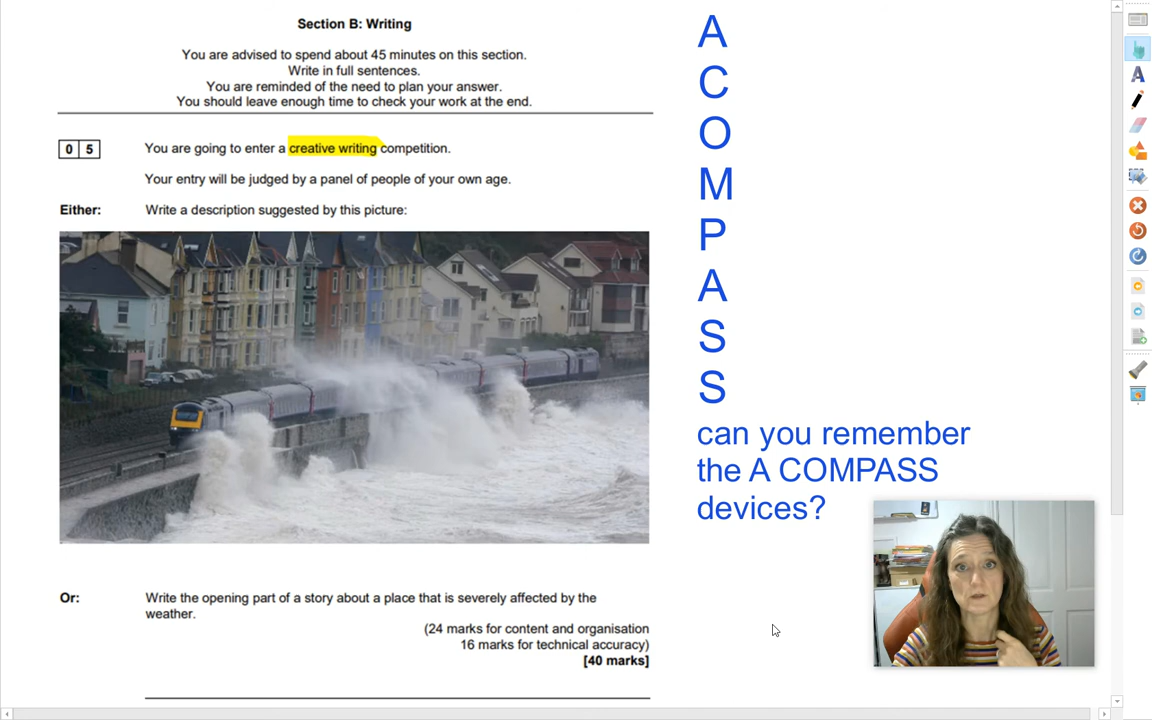 Section B: Writing
You are advised to spend about 45 minutes on this section.
Write in full sentences.
You are reminded of the need to plan your answer.
You should leave enough time to check your work at the end.
0 5 You are going to enter a creative writing competition.
Your entry will be judged by a panel of people of your own age.
Either: Write a description suggested by this picture:
Or: Write the opening part of a story about a place that is severely affected by the
weather.
(24 marks for content and organisation
16 marks for technical accuracy)
[40 marks]
A
C
O
M
P
A
S
S
can you remember
the A COMPASS
devices?